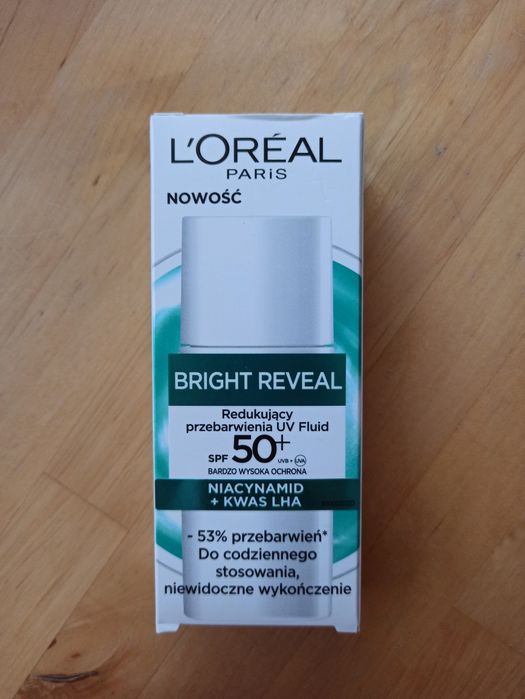 L'ORÉAL
PARIS
NOWOŚĆ
BRIGHT REVEAL
Redukujący
przebarwienia UV Fluid
SPF 50+ UVB + UVA
BARDZO WYSOKA OCHRONA
NIACYNAMID
+ KWAS LHA
- 53% przebarwień*
Do codziennego
stosowania,
niewidoczne wykończenie